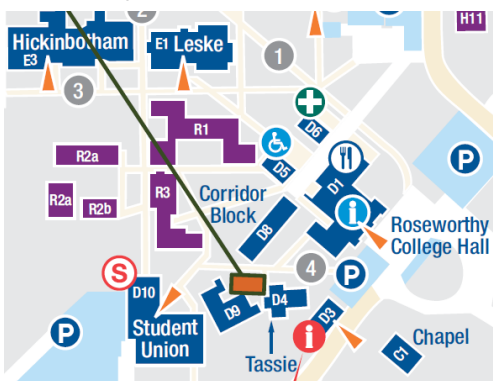 2
H11
Hickinbotham
E3
E1 Leske
1
3
D6
R1
P
R2a
D5
D1
R3
R2a
R2b
Corridor
Block
D8
i
Roseworthy
College Hall
S
4
P
D10
D4
D9
D3
P
Student
Union
i
Chapel
C1
Tassie